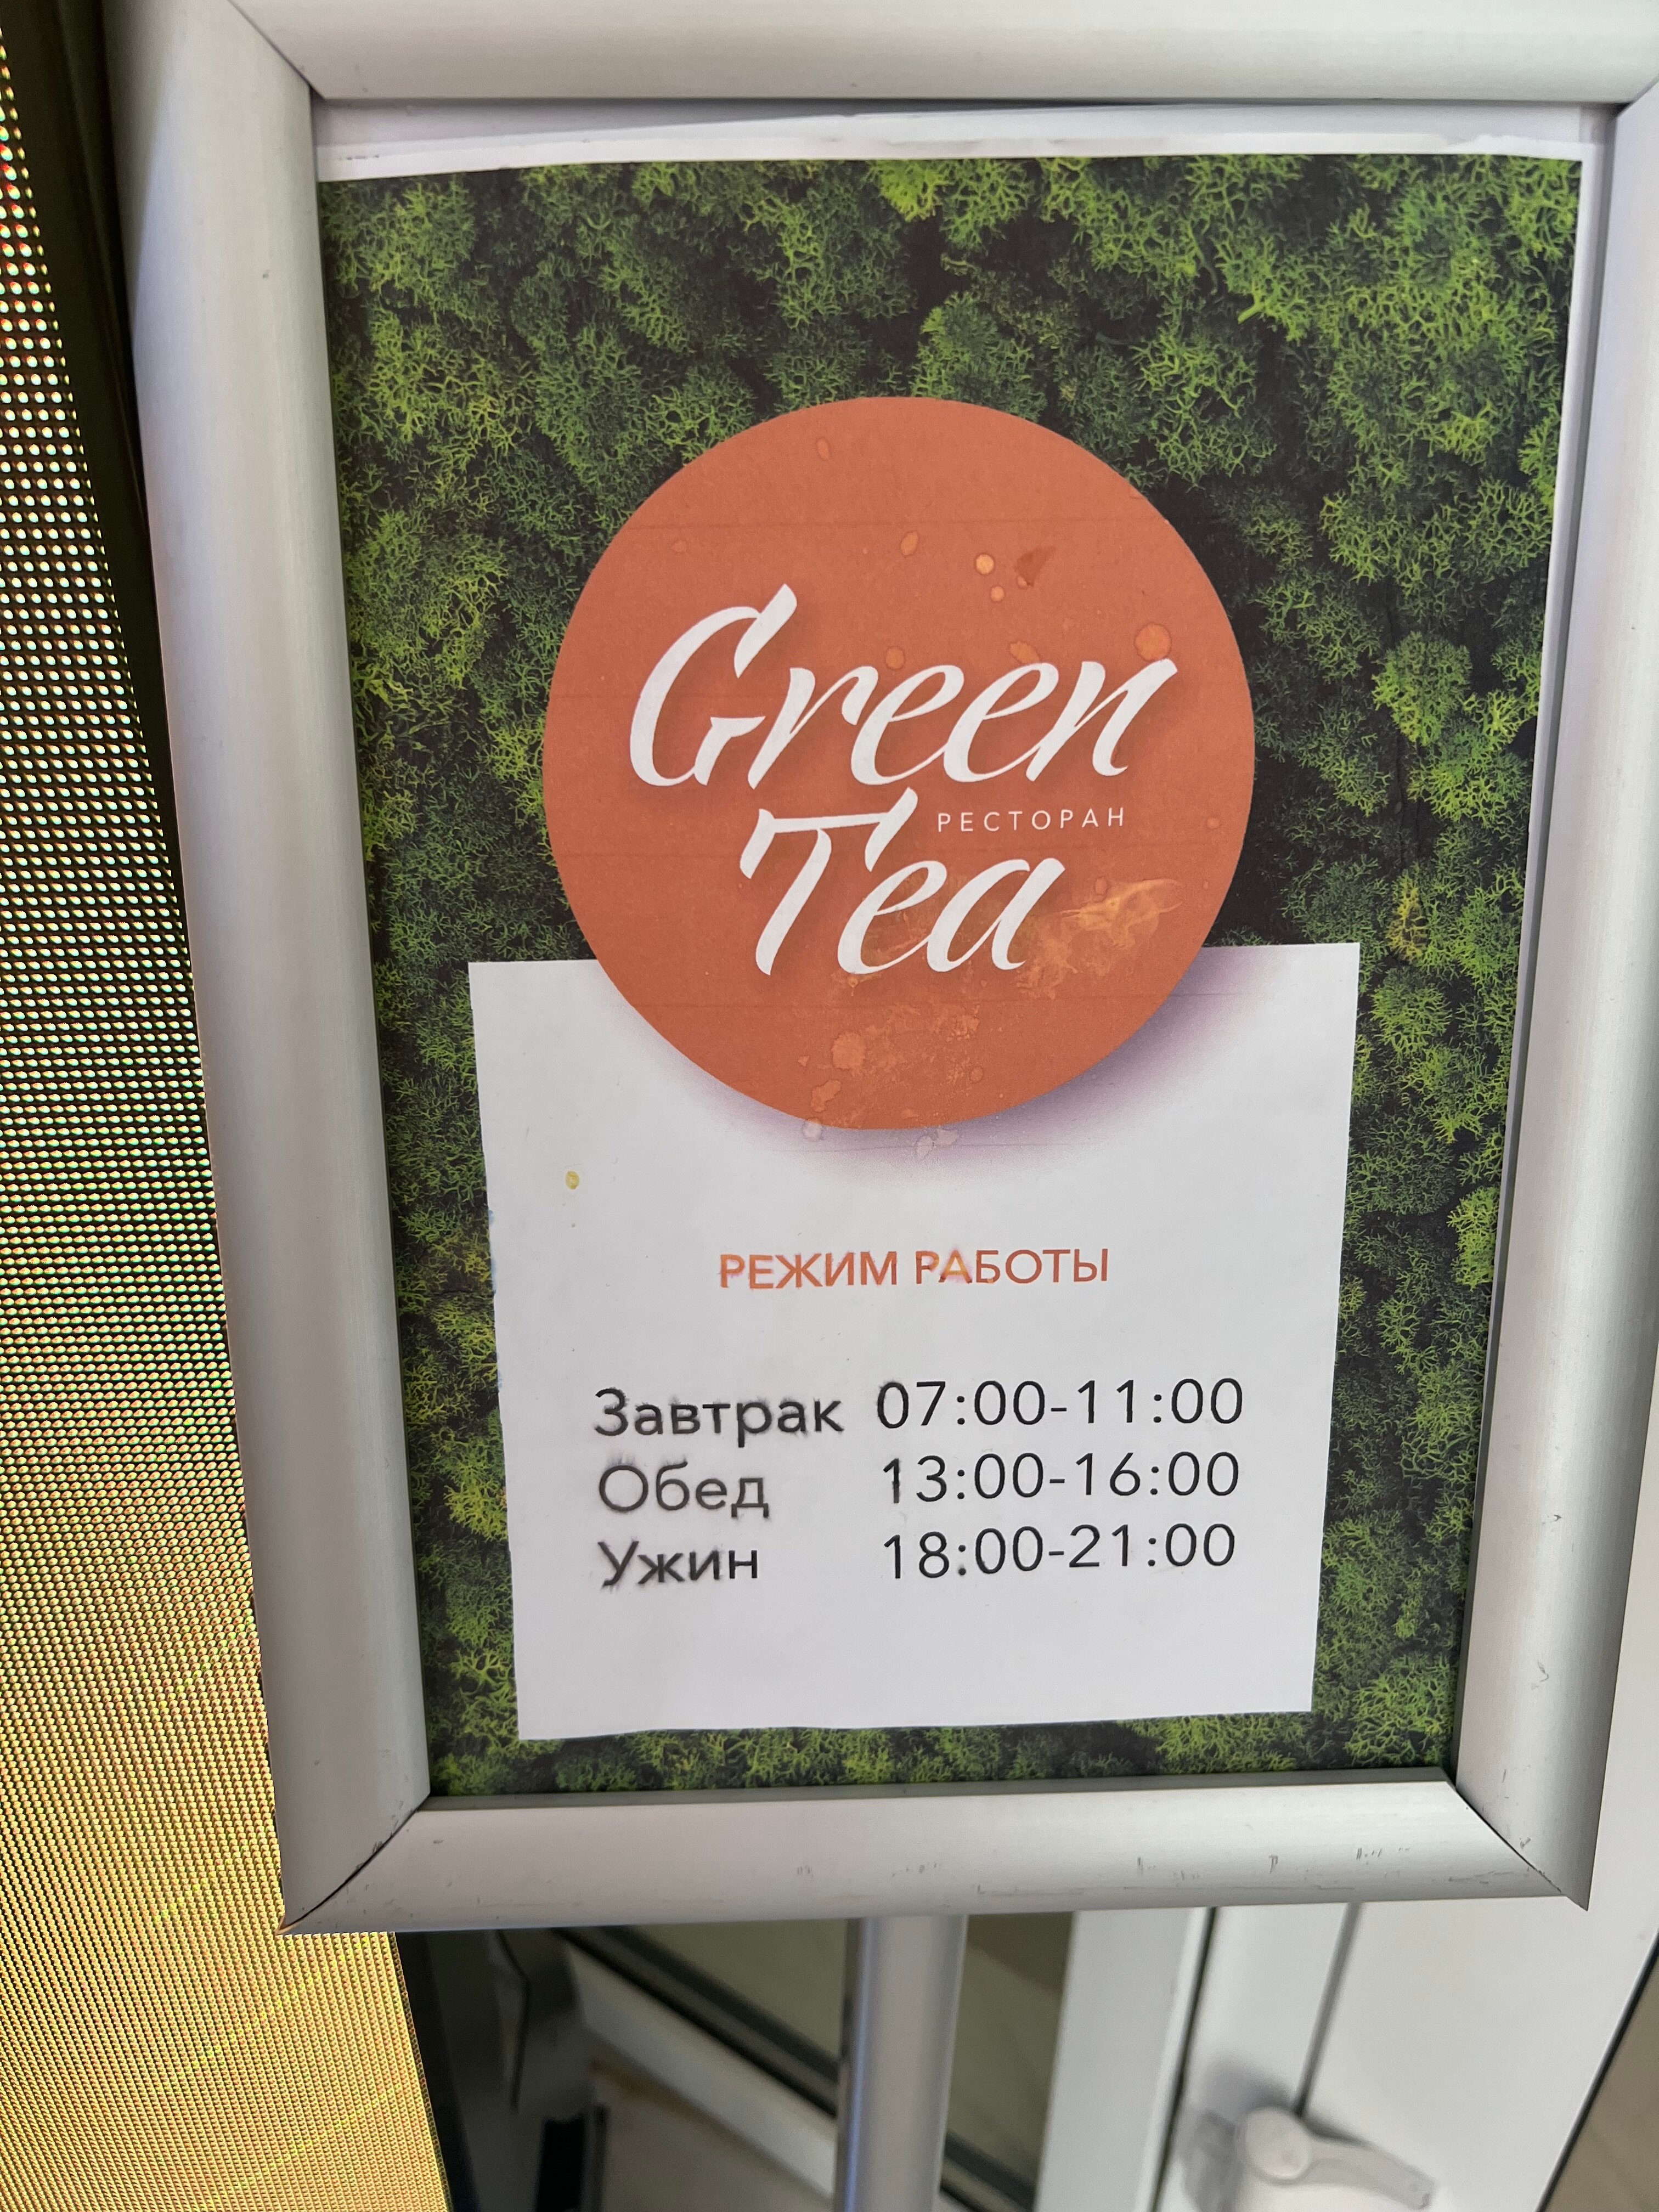 Green
РЕСТОРАН
Tea
РЕЖИМ РАБОТЫ
Завтрак 07:00-11:00
Обед 13:00-16:00
Ужин 18:00-21:00